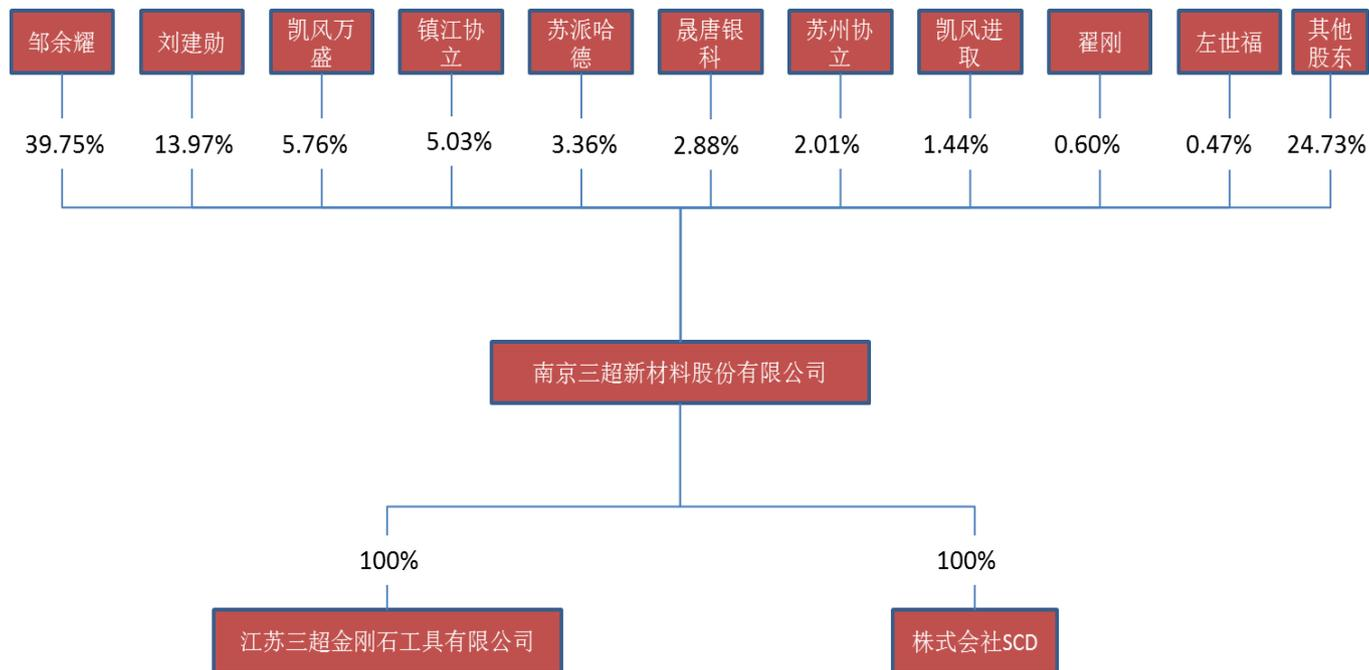 邹余耀
刘建勋
凯风万
盛
镇江协
立
苏派哈
德
晟唐银
科
苏州协
立
凯风进
取
翟刚
左世福
其他
股东
39.75%
13.97%
5.76%
5.03%
3.36%
2.88%
2.01%
1.44%
0.60%
0.47%
24.73%
南京三超新材料股份有限公司
100%
100%
江苏三超金刚石工具有限公司
株式会社SCD